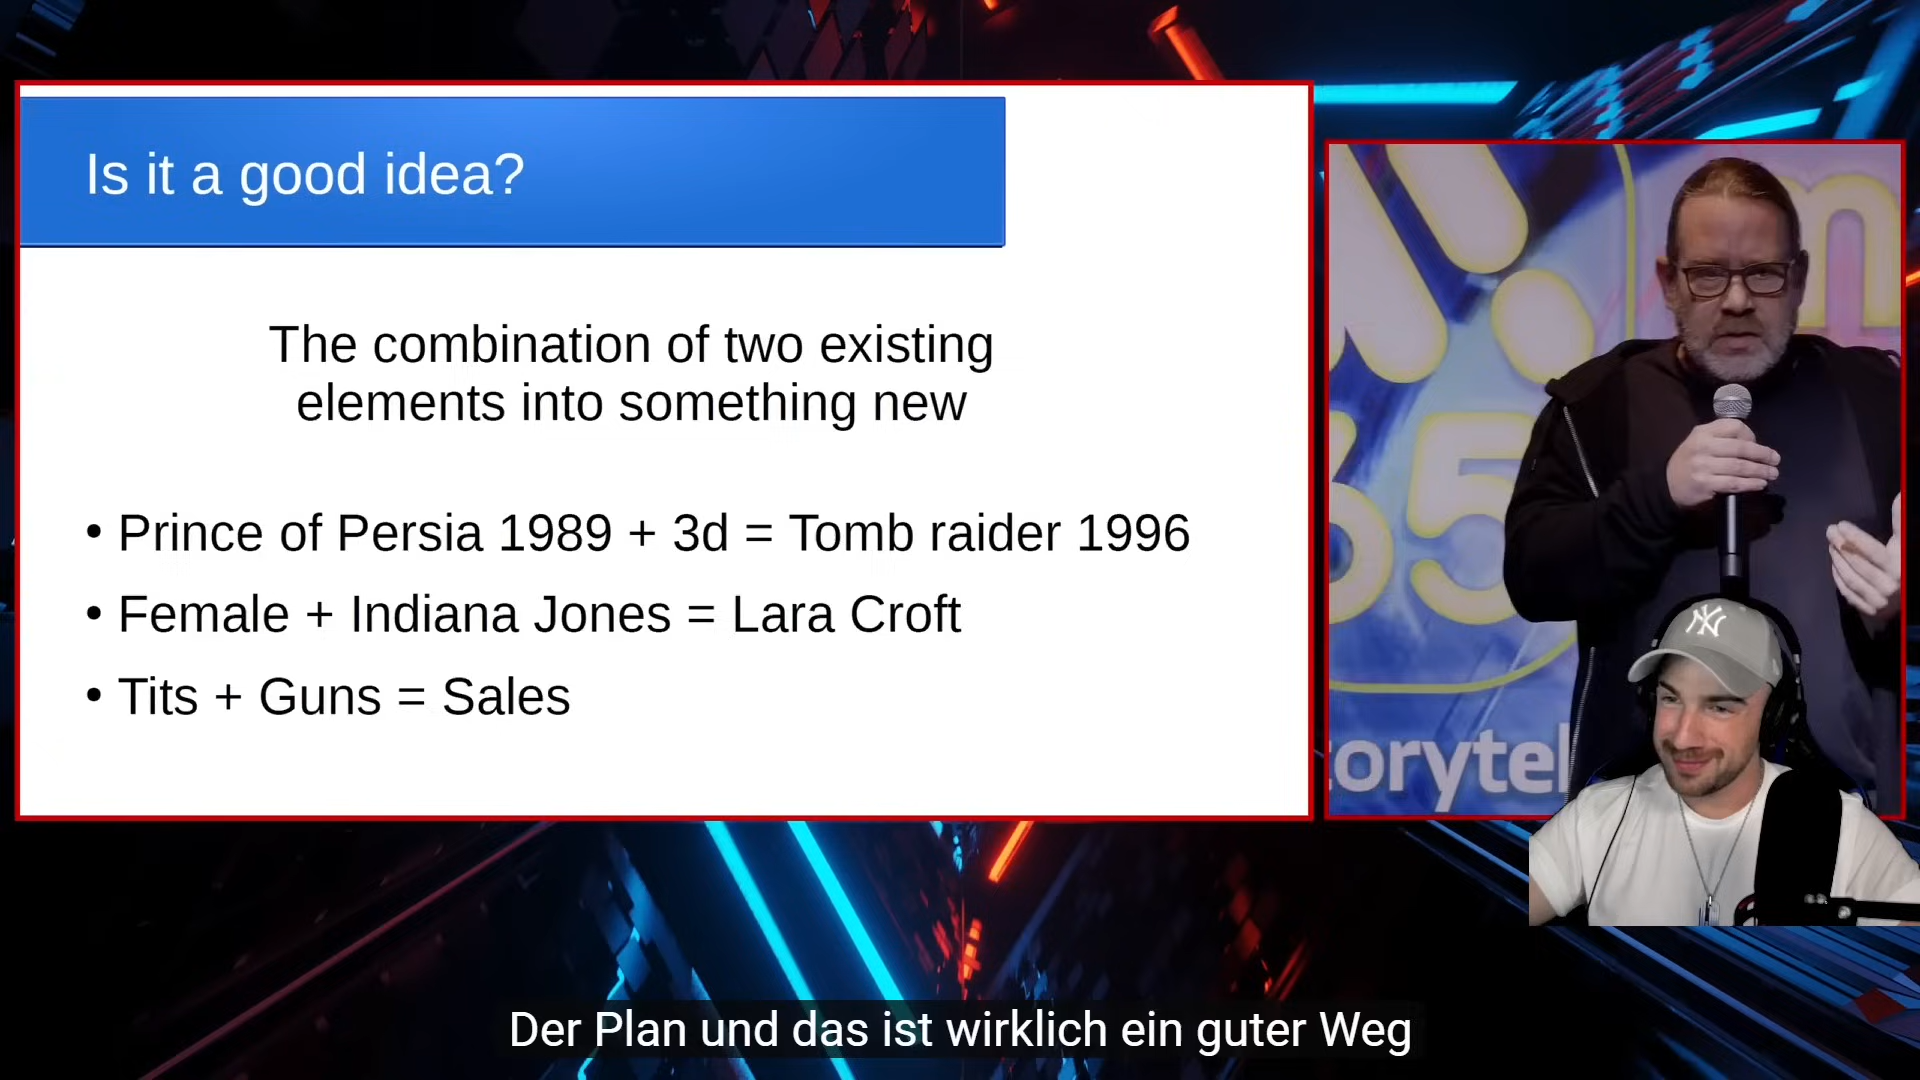 Is it a good idea?
The combination of two existing
elements into something new
• Prince of Persia 1989 + 3d = Tomb raider 1996
• Female + Indiana Jones = Lara Croft
• Tits + Guns = Sales
65
orytel
NY
Der Plan und das ist wirklich ein guter Weg